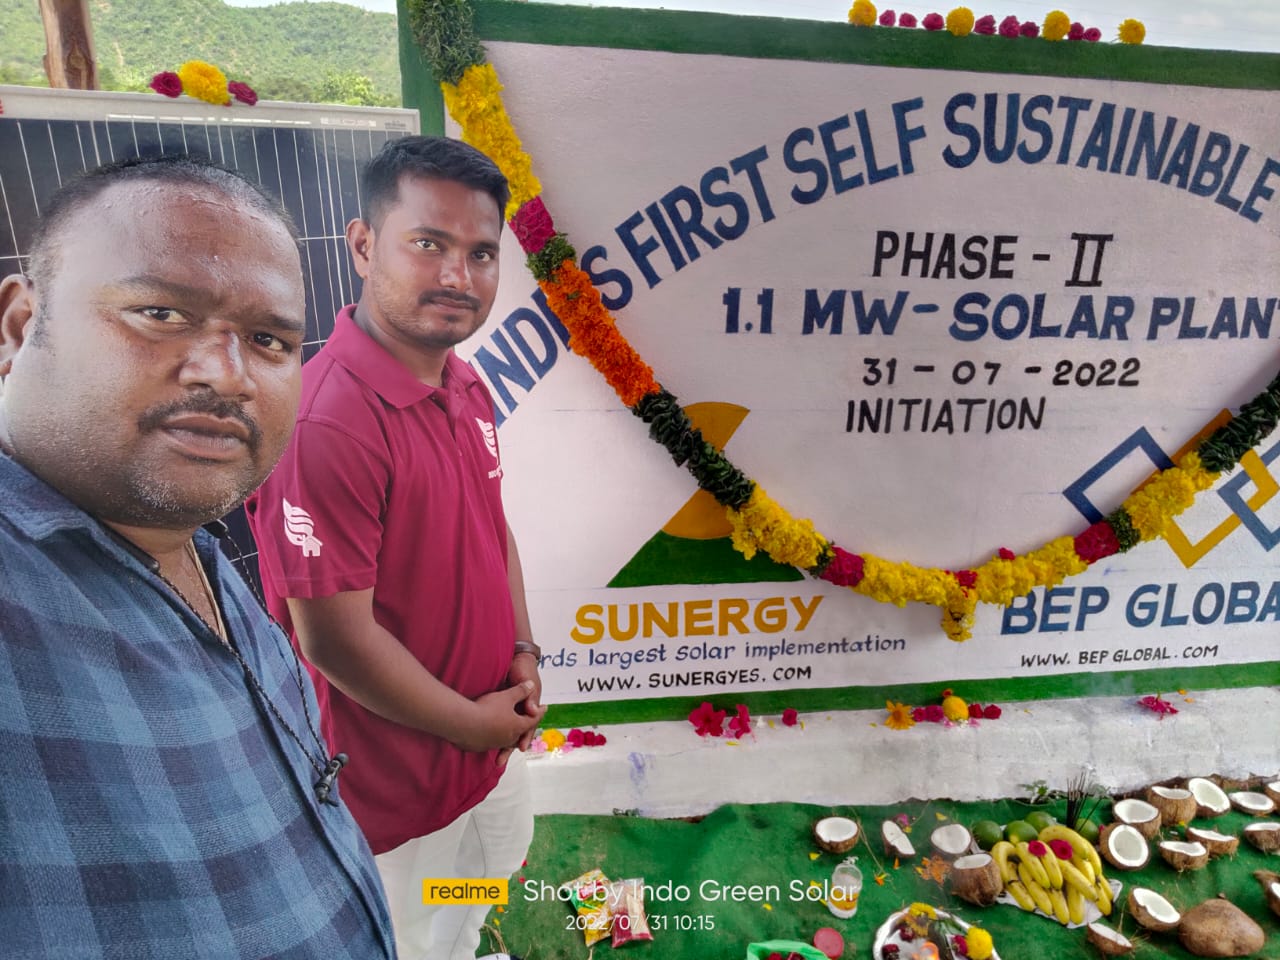 INDIA'S FIRST SELF SUSTAINABLE
PHASE - II
1.1 MW - SOLAR PLAN
31 - 07 - 2022
INITIATION
SUNERGY
largest solar implementation
WWW. SUNERGYES. COM
BEP GLOBA
WWW. BEP GLOBAL. COM
realme Shot by Indo Green Solar
2022/07/31 10:15